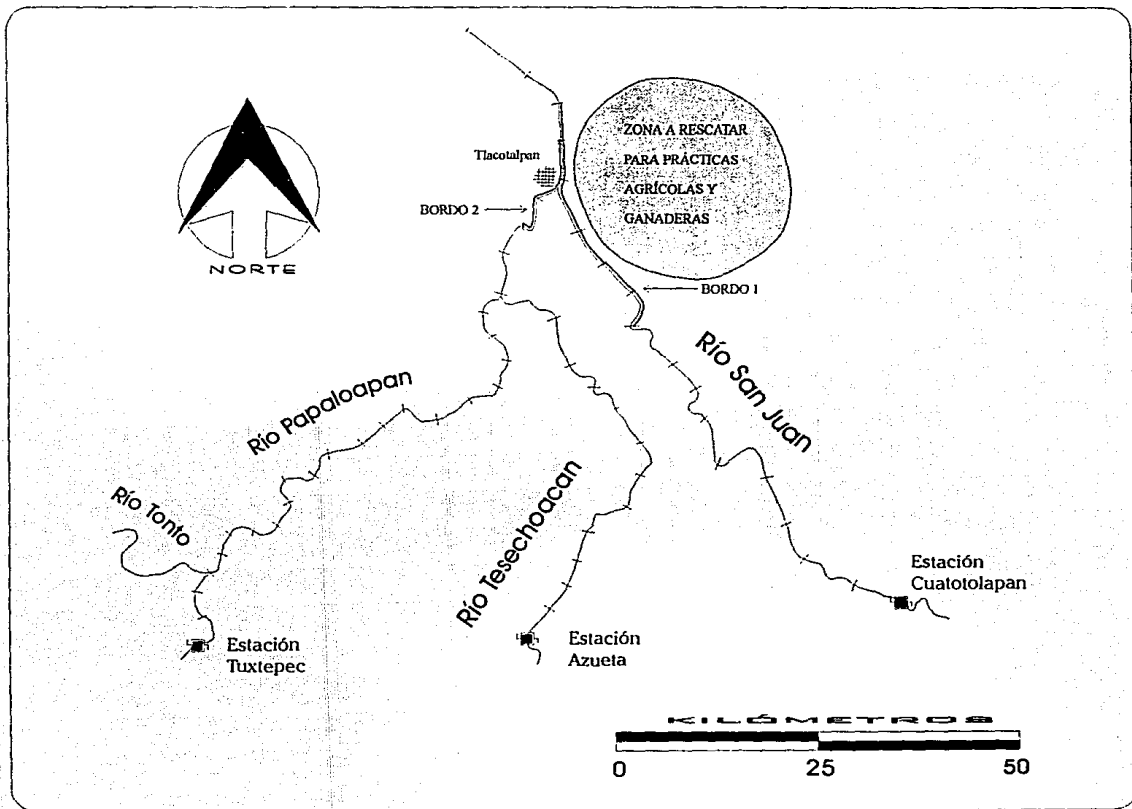 ZONA A RESCATAR
PARA PRÁCTICAS
AGRÍCOLAS Y
GANADERAS
Tlacotalpan
BORDO 2
NORTE
BORDO 1
Río San Juan
Río Papaloapan
Río Tonto
Río Tesechoacan
Estación
Cuatotolapan
Estación
Tuxtepec
Estación
Azueta
KILÓMETROS
0 25 50